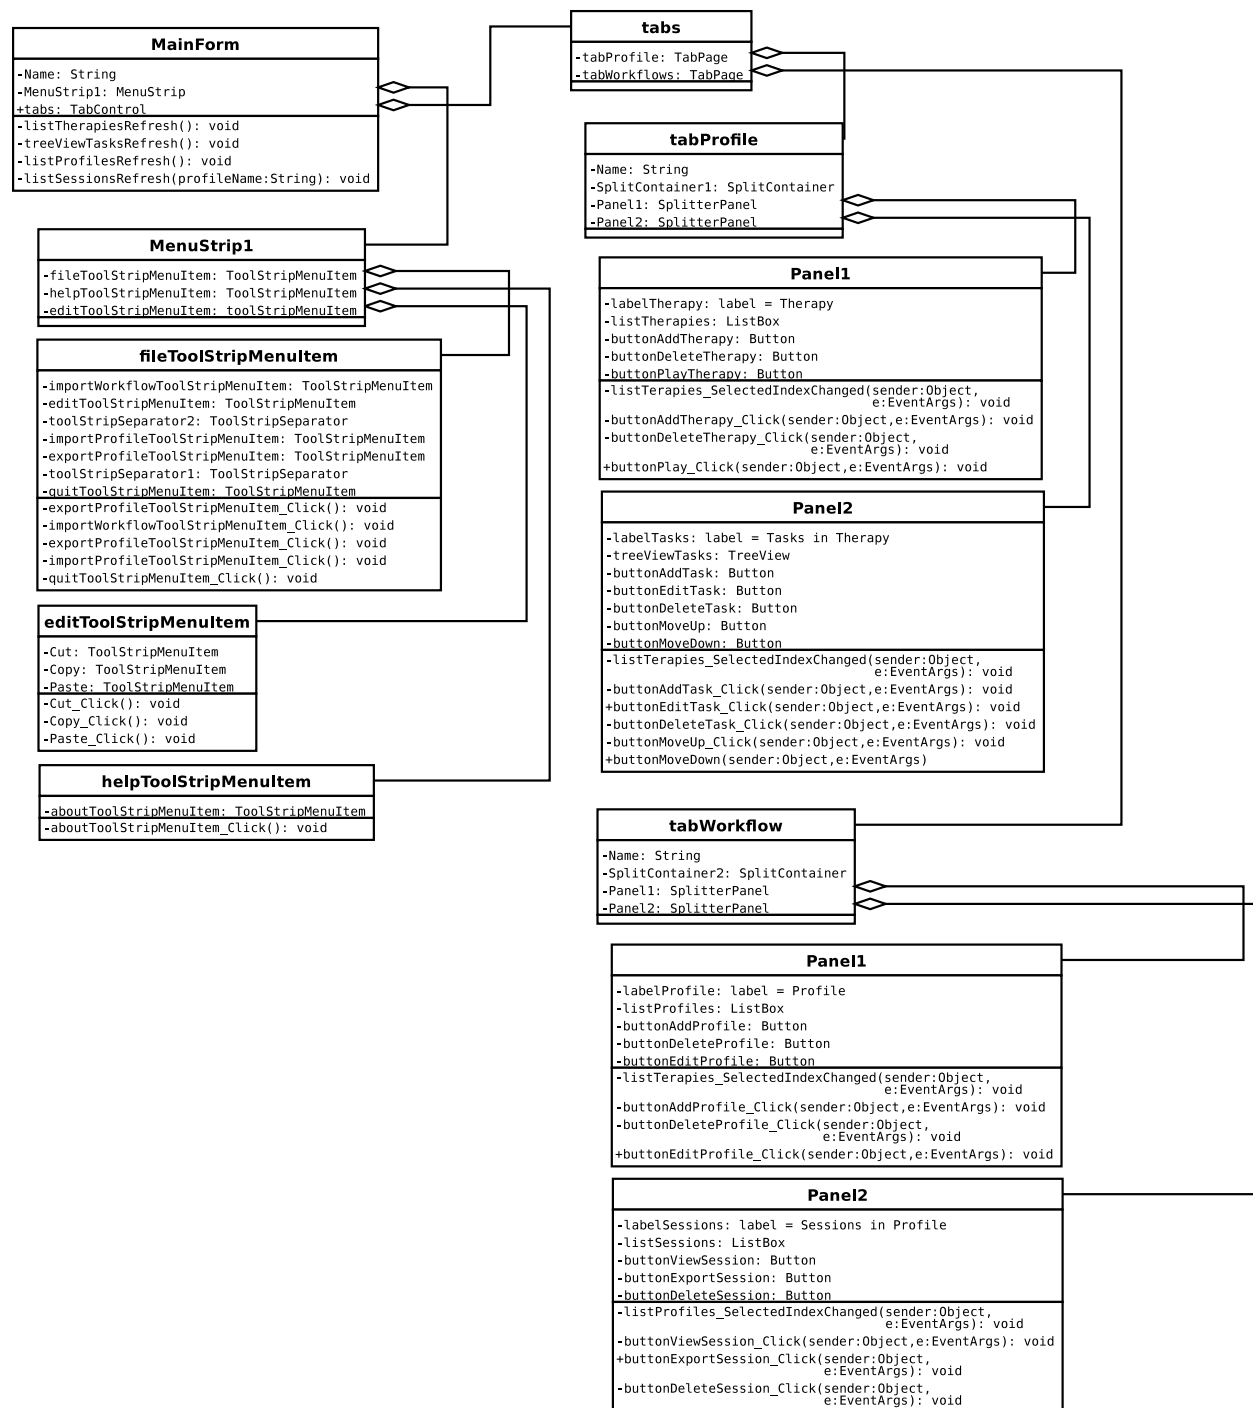 MainForm
-Name: String
-MenuStrip1: MenuStrip
+tabs: TabControl
-listTherapiesRefresh(): void
-treeViewTasksRefresh(): void
-listProfilesRefresh(): void
-listSessionsRefresh(profileName:String): void
MenuStrip1
-fileToolStripMenuItem: ToolStripMenuItem
-helpToolStripMenuItem: ToolStripMenuItem
-editToolStripMenuItem: toolStripMenuItem
fileToolStripMenuItem
-importWorkflowToolStripMenuItem: ToolStripMenuItem
-editToolStripMenuItem: ToolStripMenuItem
-toolStripSeparator2: ToolStripSeparator
-importProfileToolStripMenuItem: ToolStripMenuItem
-exportProfileToolStripMenuItem: ToolStripMenuItem
-toolStripSeparator1: ToolStripSeparator
-quitToolStripMenuItem: ToolStripMenuItem
-exportProfileToolStripMenuItem_Click(): void
-importWorkflowToolStripMenuItem_Click(): void
-exportProfileToolStripMenuItem_Click(): void
-importProfileToolStripMenuItem_Click(): void
-quitToolStripMenuItem_Click(): void
editToolStripMenuItem
-Cut: ToolStripMenuItem
-Copy: ToolStripMenuItem
-Paste: ToolStripMenuItem
-Cut_Click(): void
-Copy_Click(): void
-Paste_Click(): void
helpToolStripMenuItem
-aboutToolStripMenuItem: ToolStripMenuItem
-aboutToolStripMenuItem_Click(): void
tabs
-tabProfile: TabPage
-tabWorkflows: TabPage
tabProfile
-Name: String
-SplitContainer1: SplitContainer
-Panel1: SplitterPanel
-Panel2: SplitterPanel
Panel1
-labelTherapy: label = Therapy
-listTherapies: ListBox
-buttonAddTherapy: Button
-buttonDeleteTherapy: Button
-buttonPlayTherapy: Button
-listTerapies_SelectedIndexChanged(sender:Object,
e:EventArgs): void
-buttonAddTherapy_Click(sender:Object,e:EventArgs): void
-buttonDeleteTherapy_Click(sender:Object,
e:EventArgs): void
+buttonPlay_Click(sender:Object,e:EventArgs): void
Panel2
-labelTasks: label = Tasks in Therapy
-treeViewTasks: TreeView
-buttonAddTask: Button
-buttonEditTask: Button
-buttonDeleteTask: Button
-buttonMoveUp: Button
-buttonMoveDown: Button
-listTerapies_SelectedIndexChanged(sender:Object,
e:EventArgs): void
-buttonAddTask_Click(sender:Object,e:EventArgs): void
+buttonEditTask_Click(sender:Object,e:EventArgs): void
-buttonDeleteTask_Click(sender:Object,e:EventArgs): void
-buttonMoveUp_Click(sender:Object,e:EventArgs): void
+buttonMoveDown(sender:Object,e:EventArgs)
tabWorkflow
-Name: String
-SplitContainer2: SplitContainer
-Panel1: SplitterPanel
-Panel2: SplitterPanel
Panel1
-labelProfile: label = Profile
-listProfiles: ListBox
-buttonAddProfile: Button
-buttonDeleteProfile: Button
-buttonEditProfile: Button
-listTerapies_SelectedIndexChanged(sender:Object,
e:EventArgs): void
-buttonAddProfile_Click(sender:Object,e:EventArgs): void
-buttonDeleteProfile_Click(sender:Object,
e:EventArgs): void
+buttonEditProfile_Click(sender:Object,e:EventArgs): void
Panel2
-labelSessions: label = Sessions in Profile
-listSessions: ListBox
-buttonViewSession: Button
-buttonExportSession: Button
-buttonDeleteSession: Button
-listProfiles_SelectedIndexChanged(sender:Object,
e:EventArgs): void
-buttonViewSession_Click(sender:Object,e:EventArgs): void
+buttonExportSession_Click(sender:Object,
e:EventArgs): void
-buttonDeleteSession_Click(sender:Object,
e:EventArgs): void